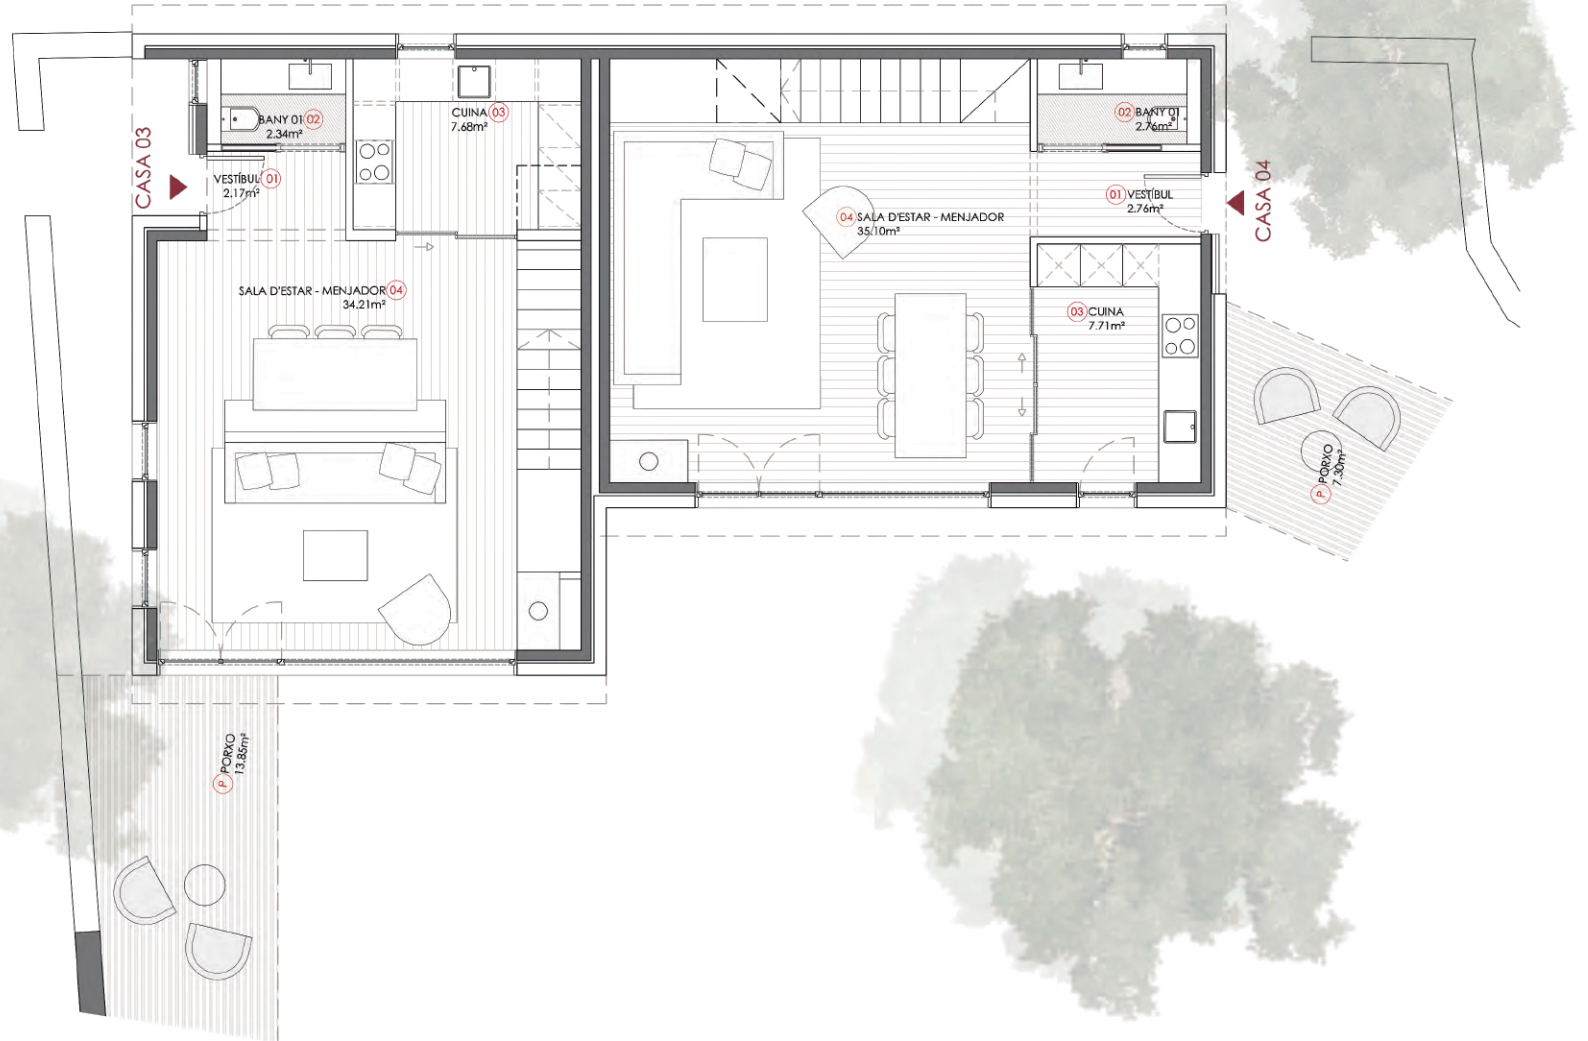 CASA 03
BANY 01 02
2.34m²
CUINA 03
7.68m²
VESTÍBUL 01
2.17m²
SALA D'ESTAR - MENJADOR 04
34.21m²
P PORXO
13.85m²
02 BANY 01
2.76m²
01 VESTÍBUL
2.76m²
CASA 04
04 SALA D'ESTAR - MENJADOR
35.10m²
03 CUINA
7.71m²
P PORXO
7.30m²